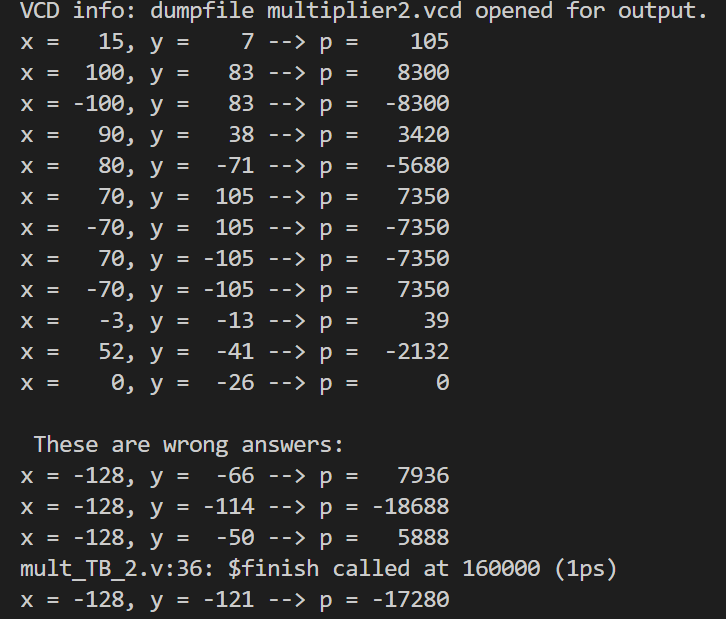 VCD info: dumpfile multiplier2.vcd opened for output.
x =   15, y =    7 --> p =    105
x =  100, y =   83 --> p =   8300
x = -100, y =   83 --> p =  -8300
x =   90, y =   38 --> p =   3420
x =   80, y =  -71 --> p =  -5680
x =   70, y =  105 --> p =   7350
x =  -70, y =  105 --> p =  -7350
x =   70, y = -105 --> p =  -7350
x =  -70, y = -105 --> p =   7350
x =   -3, y =  -13 --> p =     39
x =   52, y =  -41 --> p =  -2132
x =    0, y =  -26 --> p =      0
These are wrong answers:
x = -128, y =  -66 --> p =   7936
x = -128, y = -114 --> p = -18688
x = -128, y =  -50 --> p =   5888
mult_TB_2.v:36: $finish called at 160000 (1ps)
x = -128, y = -121 --> p = -17280